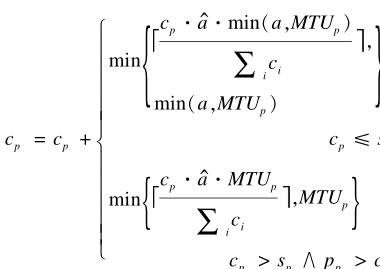 c_p = c_p + { min{⌈(c_p · â · min(a,MTU_p)) / (∑_i c_i)⌉, min(a,MTU_p)}
c_p ≤ s
min{⌈(c_p · â · MTU_p) / (∑_i c_i)⌉,MTU_p}
c_p > s_p ∧ p_p >